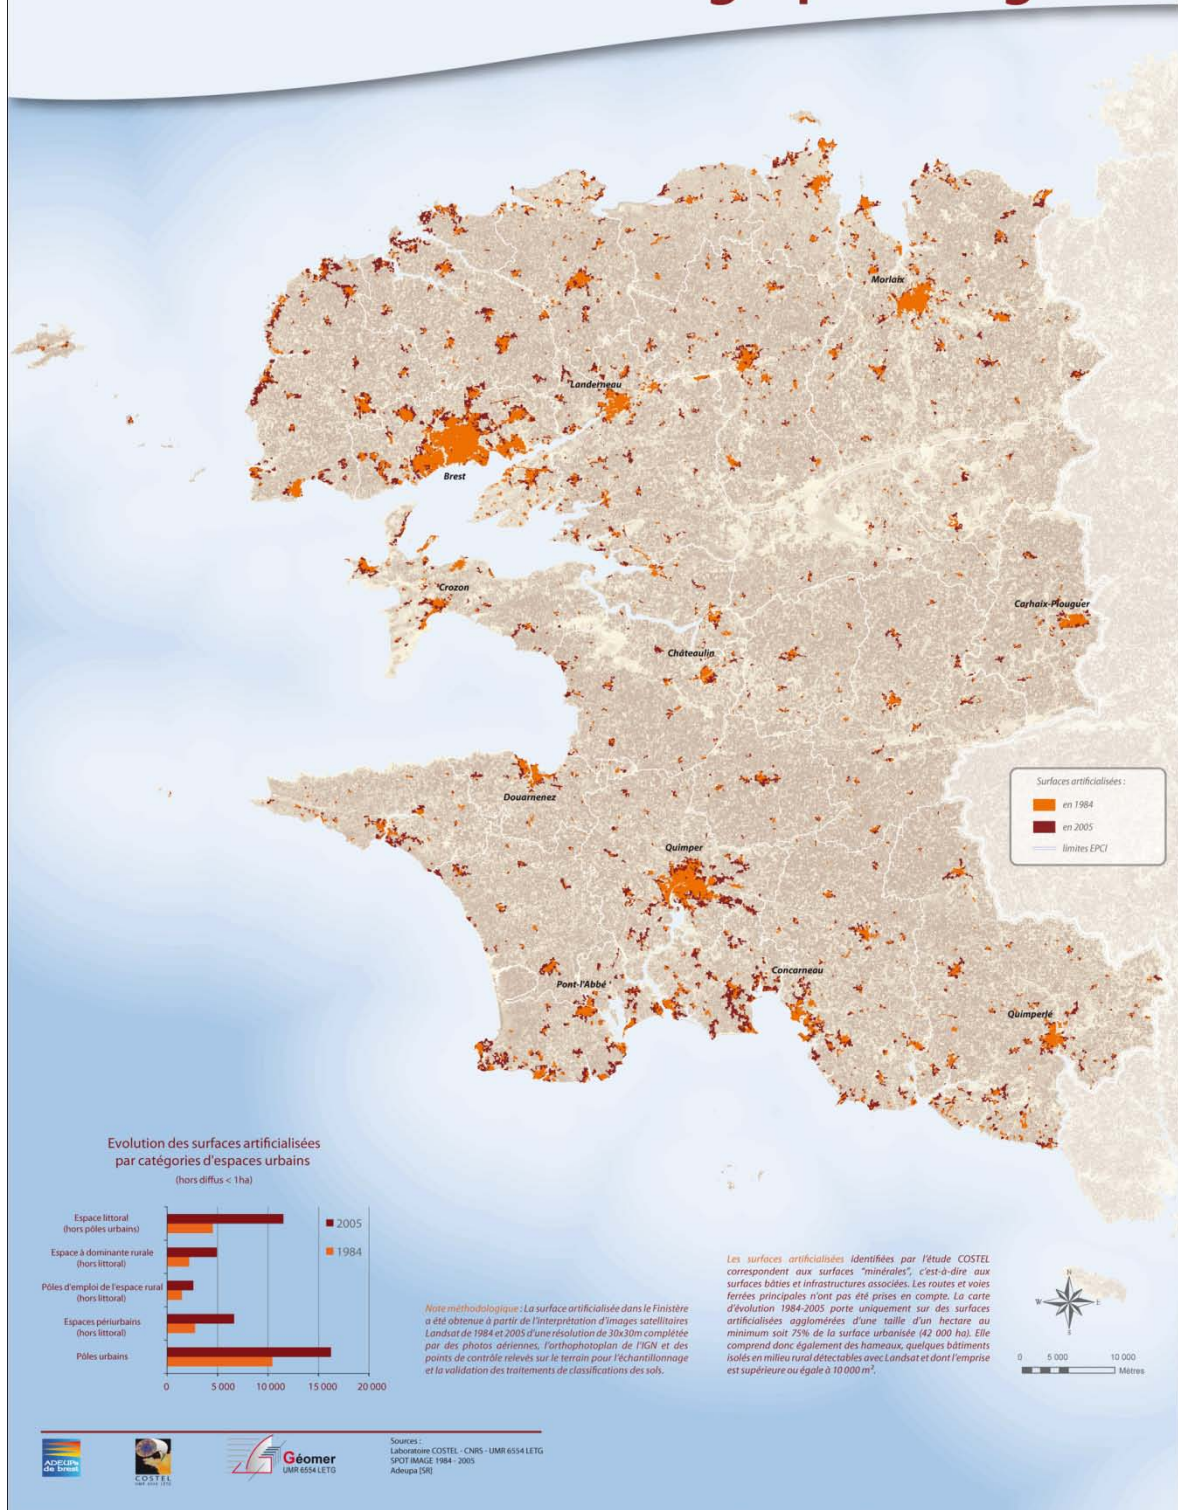 Morlaix
Landerneau
Brest
Crozon
Carhaix-Plouguer
Châteaulin
Surfaces artificialisées :
en 1984
en 2005
limites EPCI
Douarnenez
Quimper
Concarneau
Pont-l'Abbé
Quimperlé
Evolution des surfaces artificialisées
par catégories d'espaces urbains
(hors diffus < 1ha)
Espace littoral
(hors pôles urbains)
Espace à dominante rurale
(hors littoral)
Pôles d'emploi de l'espace rural
(hors littoral)
Espaces périurbains
(hors littoral)
Pôles urbains
2005
1984
0 5 000 10 000 15 000 20 000
Note méthodologique : La surface artificialisée dans le Finistère
a été obtenue à partir de l'interprétation d'images satellitaires
Landsat de 1984 et 2005 d'une résolution de 30x30m complétée
par des photos aériennes, l'orthophotoplan de l'IGN et des
points de contrôle relevés sur le terrain pour l'échantillonnage
et la validation des traitements de classifications des sols.
Les surfaces artificialisées identifiées par l'étude COSTEL
correspondent aux surfaces "minérales", c'est-à-dire aux
surfaces bâties et infrastructures associées. Les routes et voies
ferrées principales n'ont pas été prises en compte. La carte
d'évolution 1984-2005 porte uniquement sur des surfaces
artificialisées agglomérées d'une taille d'un hectare au
minimum soit 75% de la surface urbanisée (42 000 ha). Elle
comprend donc également des hameaux, quelques bâtiments
isolés en milieu rural détectables avec Landsat et dont l'emprise
est supérieure ou égale à 10 000 m².
N
W E
S
0 5 000 10 000
Mètres
ADEUPa
de brest
COSTEL
UMR 6554 LETG
Géomer
UMR 6554 LETG
Sources :
Laboratoire COSTEL - CNRS - UMR 6554 LETG
SPOT IMAGE 1984 - 2005
Adeupa [SR]